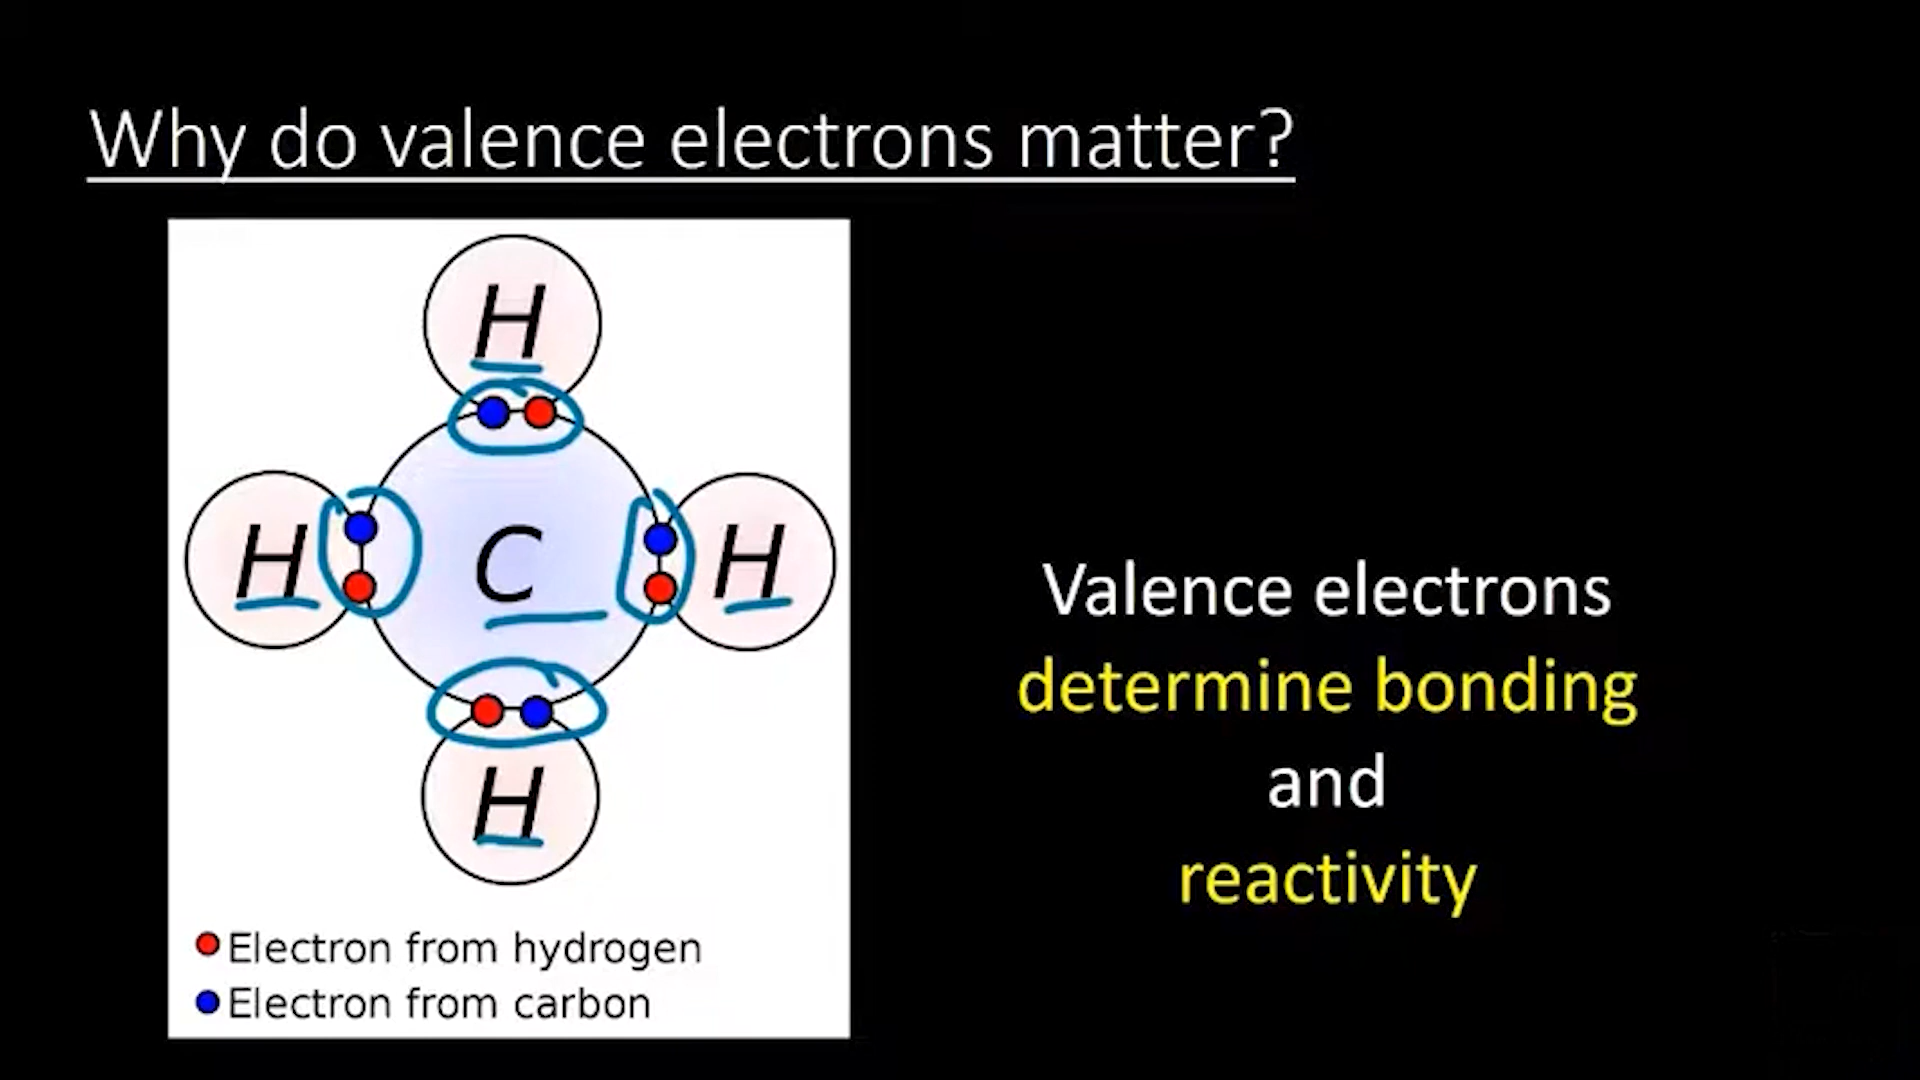 Why do valence electrons matter?
H
H
C
H
H
Electron from hydrogen
Electron from carbon
Valence electrons
determine bonding
and
reactivity